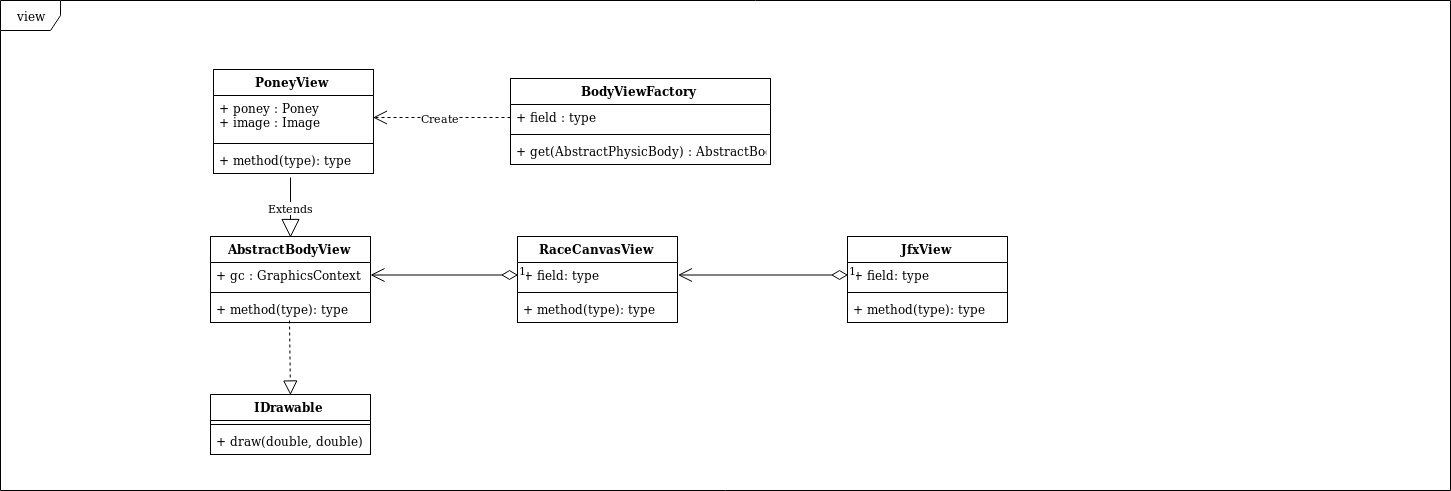 view
PoneyView
+ poney : Poney
+ image : Image
+ method(type): type
Create
BodyViewFactory
+ field : type
+ get(AbstractPhysicBody) : AbstractBo
Extends
AbstractBodyView
+ gc : GraphicsContext
+ method(type): type
RaceCanvasView
1
+ field: type
+ method(type): type
JfxView
1
+ field: type
+ method(type): type
IDrawable
+ draw(double, double)